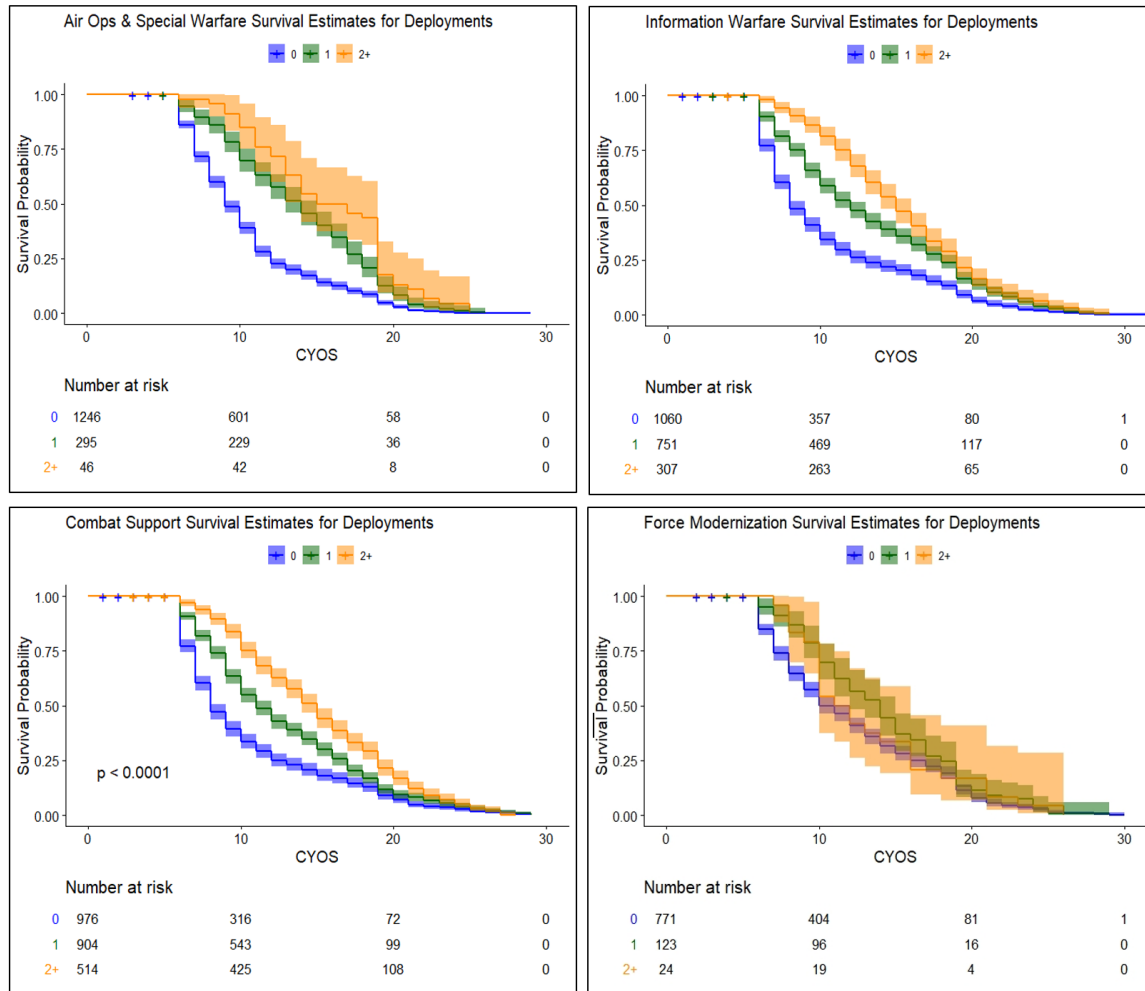 Air Ops & Special Warfare Survival Estimates for Deployments
0 1 2+
Survival Probability
1.00
0.75
0.50
0.25
0.00
0 10 20 30
CYOS
Number at risk
0 1246 601 58 0
1 295 229 36 0
2+ 46 42 8 0
Information Warfare Survival Estimates for Deployments
0 1 2+
Survival Probability
1.00
0.75
0.50
0.25
0.00
0 10 20 30
CYOS
Number at risk
0 1060 357 80 1
1 751 469 117 0
2+ 307 263 65 0
Combat Support Survival Estimates for Deployments
0 1 2+
Survival Probability
1.00
0.75
0.50
0.25
0.00
p < 0.0001
0 10 20 30
CYOS
Number at risk
0 976 316 72 0
1 904 543 99 0
2+ 514 425 108 0
Force Modernization Survival Estimates for Deployments
0 1 2+
Survival Probability
1.00
0.75
0.50
0.25
0.00
0 10 20 30
CYOS
Number at risk
0 771 404 81 1
1 123 96 16 0
2+ 24 19 4 0